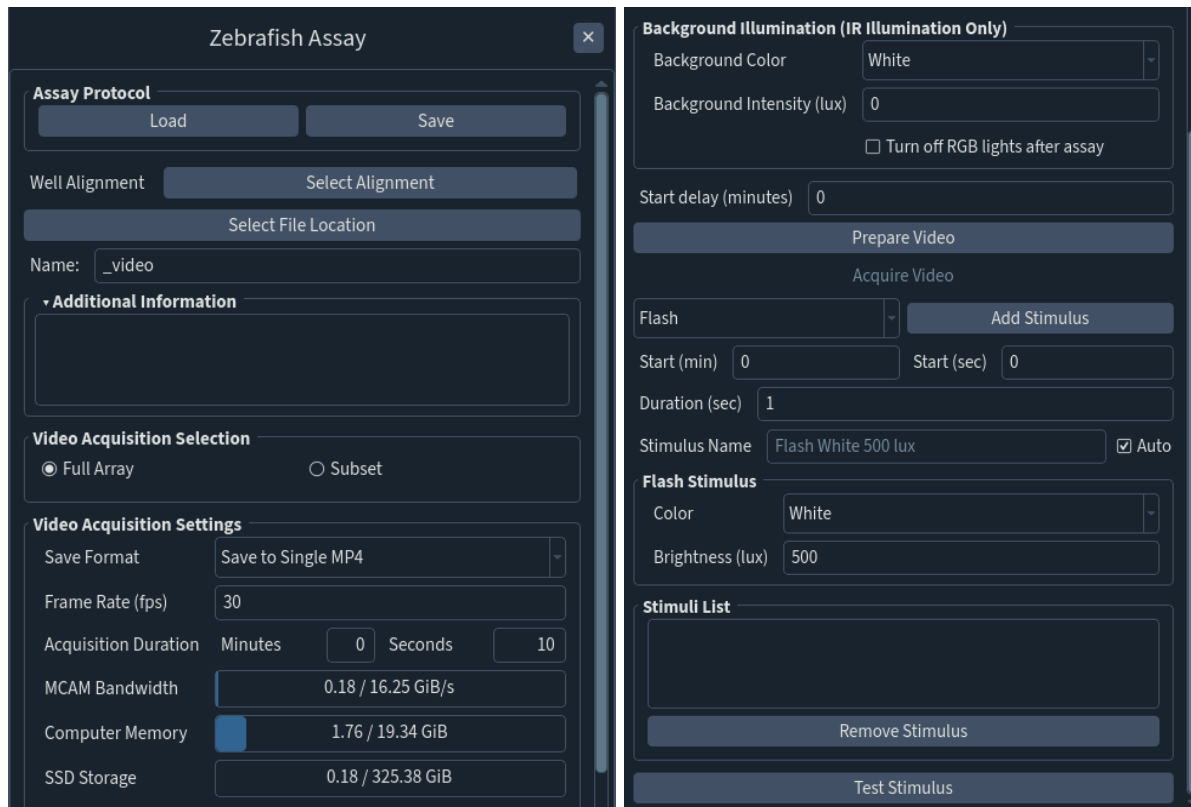 Zebrafish Assay
×
Assay Protocol
Load Save
Well Alignment Select Alignment
Select File Location
Name: _video
Additional Information
Video Acquisition Selection
Full Array Subset
Video Acquisition Settings
Save Format Save to Single MP4
Frame Rate (fps) 30
Acquisition Duration Minutes 0 Seconds 10
MCAM Bandwidth 0.18 / 16.25 GiB/s
Computer Memory 1.76 / 19.34 GiB
SSD Storage 0.18 / 325.38 GiB
Background Illumination (IR Illumination Only)
Background Color White
Background Intensity (lux) 0
Turn off RGB lights after assay
Start delay (minutes) 0
Prepare Video
Acquire Video
Flash Add Stimulus
Start (min) 0 Start (sec) 0
Duration (sec) 1
Stimulus Name Flash White 500 lux Auto
Flash Stimulus
Color White
Brightness (lux) 500
Stimuli List
Remove Stimulus
Test Stimulus